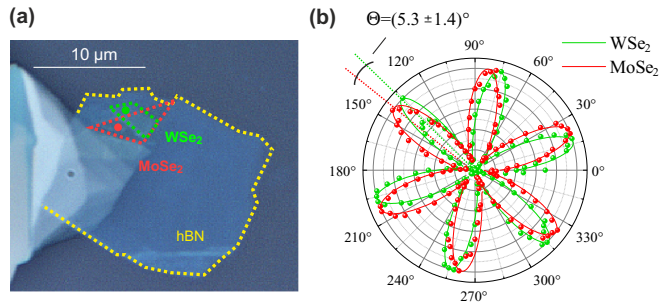 (a)
10 μm
WSe₂
MoSe₂
hBN
(b)
Θ=(5.3 ±1.4)°
WSe₂
MoSe₂
90°
120°
60°
150°
30°
180°
0°
210°
330°
240°
300°
270°